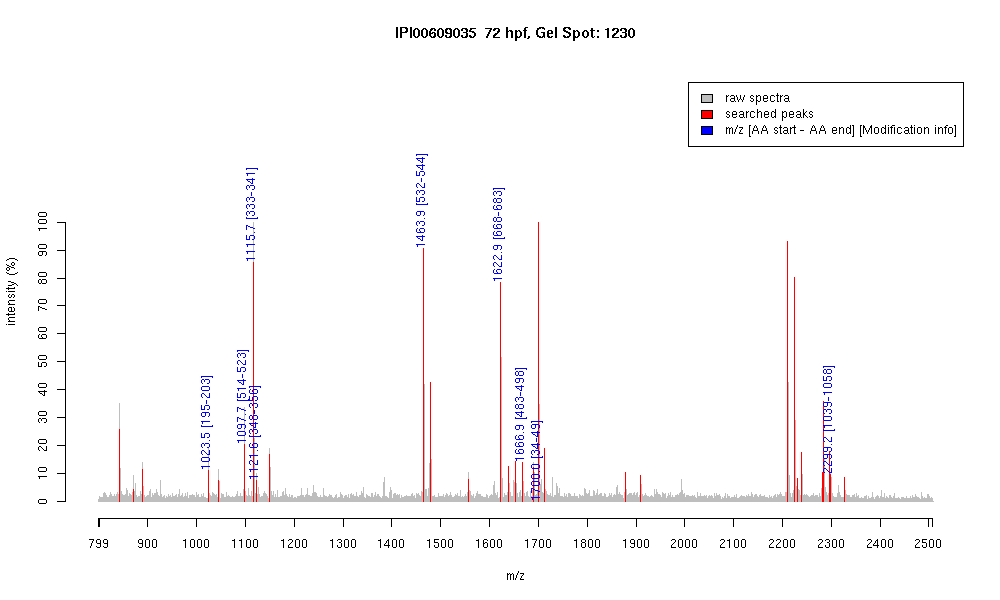 IPI00609035  72 hpf, Gel Spot: 1230
raw spectra
searched peaks
m/z [AA start - AA end] [Modification info]
intensity (%)
100
90
80
70
60
50
40
30
20
10
0
1023.5 [195-203]
1097.7 [514-523]
1115.7 [333-341]
1121.6 [348-356]
1463.9 [532-544]
1622.9 [668-683]
1666.9 [483-498]
1700.0 [34-49]
2299.2 [1039-1058]
799 900 1000 1100 1200 1300 1400 1500 1600 1700 1800 1900 2000 2100 2200 2300 2400 2500
m/z